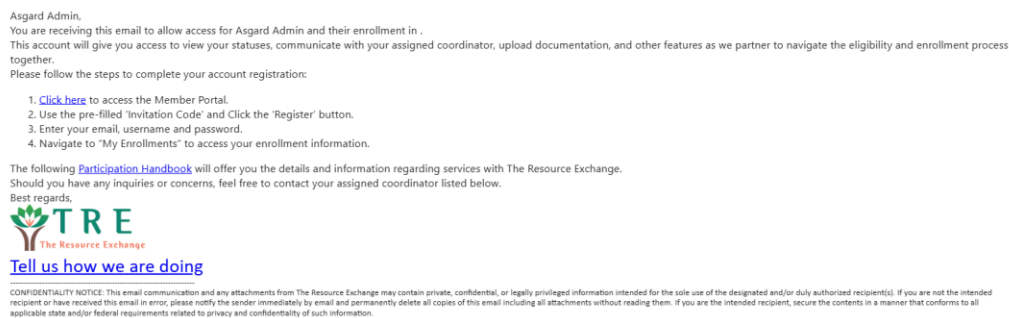 Asgard Admin,
You are receiving this email to allow access for Asgard Admin and their enrollment in .
This account will give you access to view your statuses, communicate with your assigned coordinator, upload documentation, and other features as we partner to navigate the eligibility and enrollment process
together.
Please follow the steps to complete your account registration:
1. Click here to access the Member Portal.
2. Use the pre-filled 'Invitation Code' and Click the 'Register' button.
3. Enter your email, username and password.
4. Navigate to "My Enrollments" to access your enrollment information.
The following Participation Handbook will offer you the details and information regarding services with The Resource Exchange.
Should you have any inquiries or concerns, feel free to contact your assigned coordinator listed below.
Best regards,
TRE
The Resource Exchange
Tell us how we are doing
--------------------------------------------------------------------
CONFIDENTIALITY NOTICE: This email communication and any attachments from The Resource Exchange may contain private, confidential, or legally privileged information intended for the sole use of the designated and/or duly authorized recipient(s). If you are not the intended
recipient or have received this email in error, please notify the sender immediately by email and permanently delete all copies of this email including all attachments without reading them. If you are the intended recipient, secure the contents in a manner that conforms to all
applicable state and/or federal requirements related to privacy and confidentiality of such information.